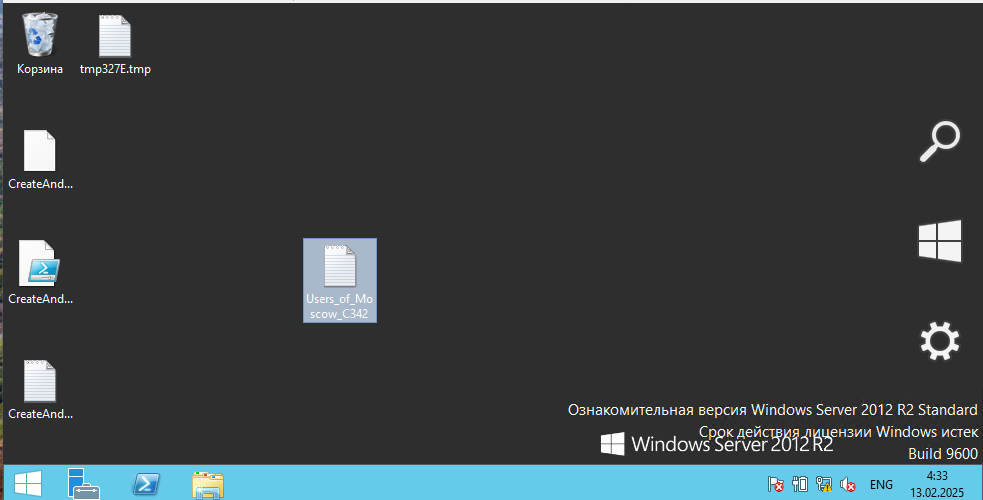 Корзина
tmp327E.tmp
CreateAnd...
CreateAnd...
Users_of_Mo
scow_C342
CreateAnd...
Ознакомительная версия Windows Server 2012 R2 Standard
Срок действия лицензии Windows истек
Windows Server 2012 R2
Build 9600
ENG
4:33
13.02.2025